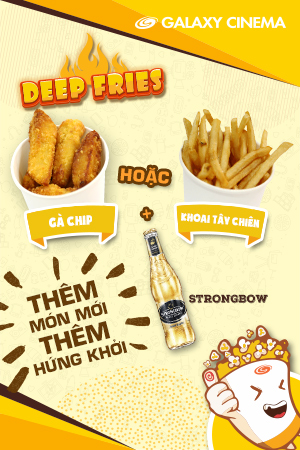 GALAXY CINEMA
DEEP FRIES
HOẶC
GÀ CHIP
KHOAI TÂY CHIÊN
+
STRONGBOW
THÊM
MÓN MỚI
THÊM
HỨNG KHỞI